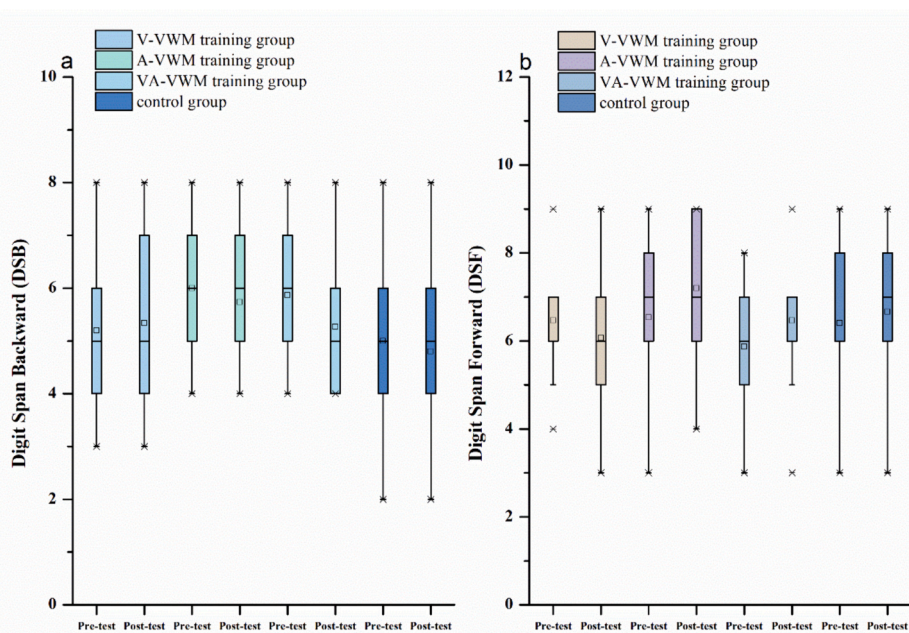 a
V-VWM training group
A-VWM training group
VA-VWM training group
control group
10
8
6
4
2
0
Digit Span Backward (DSB)
Pre-test Post-test Pre-test Post-test Pre-test Post-test Pre-test Post-test
b
V-VWM training group
A-VWM training group
VA-VWM training group
control group
12
10
8
6
4
2
0
Digit Span Forward (DSF)
Pre-test Post-test Pre-test Post-test Pre-test Post-test Pre-test Post-test